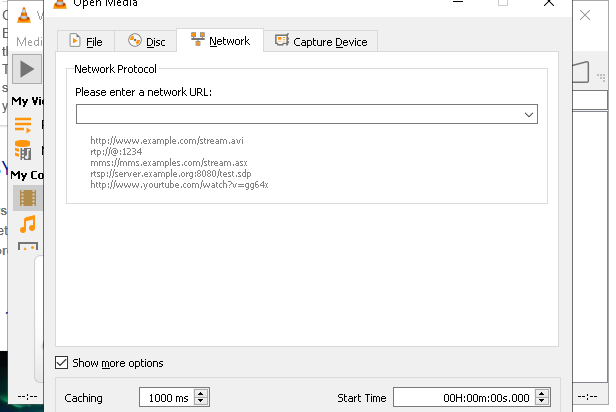 Open Media
File
Disc
Network
Capture Device
Network Protocol
Please enter a network URL:
http://www.example.com/stream.avi
rtp://@:1234
mms://mms.examples.com/stream.asx
rtsp://server.example.org:8080/test.sdp
http://www.yourtube.com/watch?v=gg64x
Show more options
Caching
1000 ms
Start Time
00H:00m:00s.000
Medi
My Vi
My Co
--:--
--:--